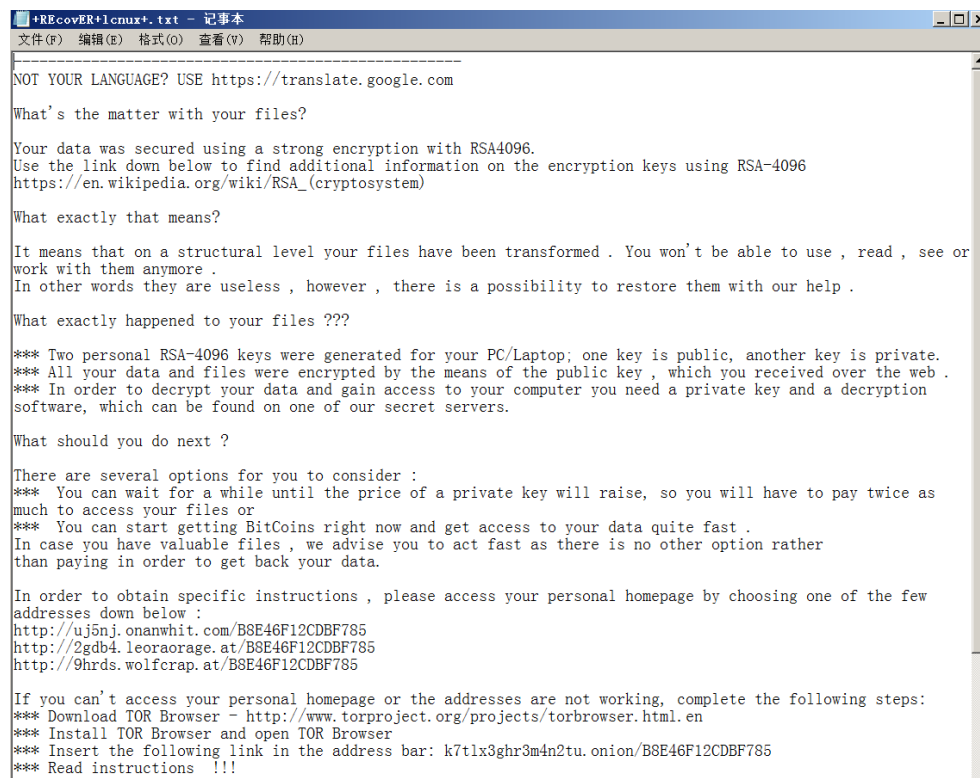 +REcovER+lcnux+.txt - 记事本
文件(F) 编辑(E) 格式(O) 查看(V) 帮助(H)
--------------------------------------------------------
NOT YOUR LANGUAGE? USE https://translate.google.com
What's the matter with your files?
Your data was secured using a strong encryption with RSA4096.
Use the link down below to find additional information on the encryption keys using RSA-4096
https://en.wikipedia.org/wiki/RSA_(cryptosystem)
What exactly that means?
It means that on a structural level your files have been transformed . You won't be able to use , read , see or
work with them anymore .
In other words they are useless , however , there is a possibility to restore them with our help .
What exactly happened to your files ???
*** Two personal RSA-4096 keys were generated for your PC/Laptop; one key is public, another key is private.
*** All your data and files were encrypted by the means of the public key , which you received over the web .
*** In order to decrypt your data and gain access to your computer you need a private key and a decryption
software, which can be found on one of our secret servers.
What should you do next ?
There are several options for you to consider :
***  You can wait for a while until the price of a private key will raise, so you will have to pay twice as
much to access your files or
***  You can start getting BitCoins right now and get access to your data quite fast .
In case you have valuable files , we advise you to act fast as there is no other option rather
than paying in order to get back your data.
In order to obtain specific instructions , please access your personal homepage by choosing one of the few
addresses down below :
http://uj5nj.onanwhit.com/B8E46F12CDBF785
http://2gdb4.leoraorage.at/B8E46F12CDBF785
http://9hrds.wolfcrap.at/B8E46F12CDBF785
If you can't access your personal homepage or the addresses are not working, complete the following steps:
*** Download TOR Browser - http://www.torproject.org/projects/torbrowser.html.en
*** Install TOR Browser and open TOR Browser
*** Insert the following link in the address bar: k7tlx3ghr3m4n2tu.onion/B8E46F12CDBF785
*** Read instructions  !!!